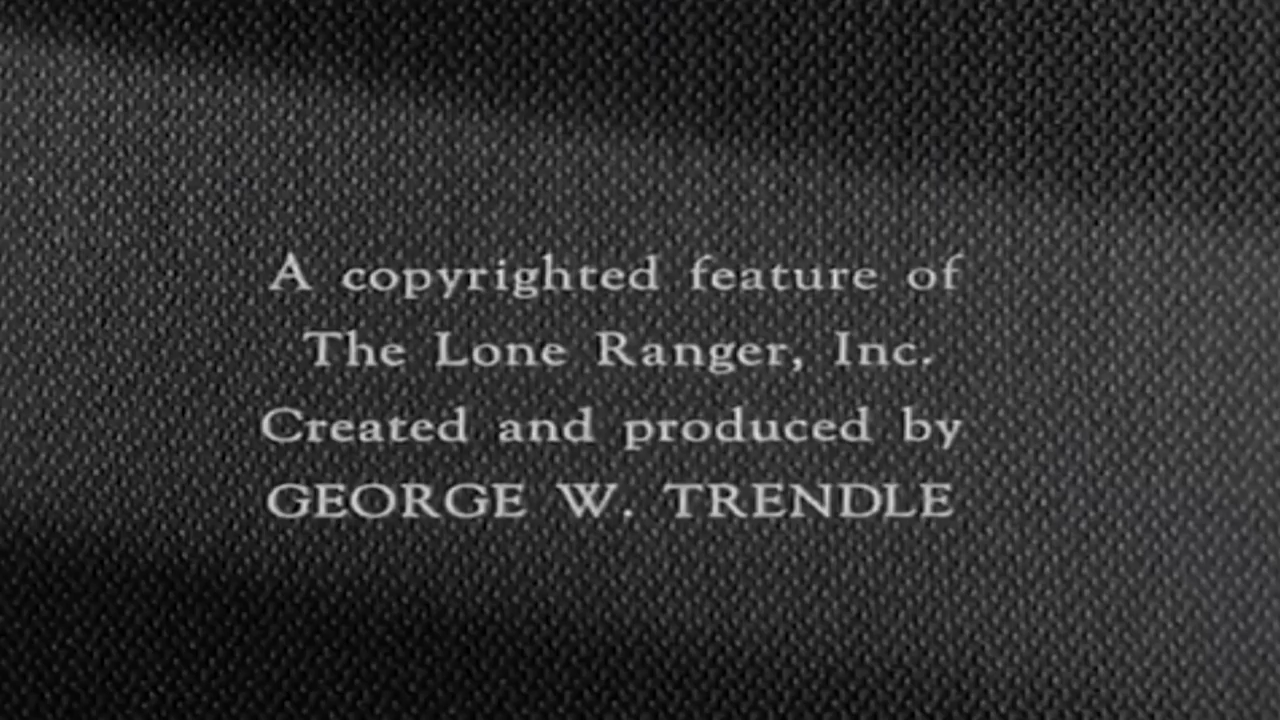 A copyrighted feature of
The Lone Ranger, Inc.
Created and produced by
GEORGE W. TRENDLE